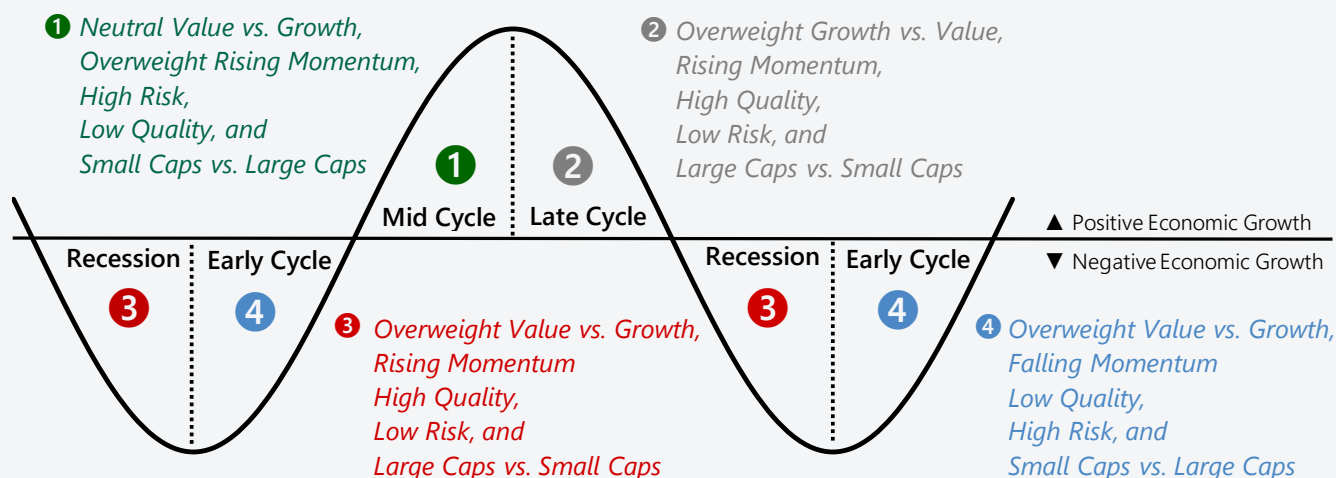 1 Neutral Value vs. Growth,
Overweight Rising Momentum,
High Risk,
Low Quality, and
Small Caps vs. Large Caps
2 Overweight Growth vs. Value,
Rising Momentum,
High Quality,
Low Risk, and
Large Caps vs. Small Caps
1
Mid Cycle
2
Late Cycle
▲ Positive Economic Growth
▼ Negative Economic Growth
Recession
3
Early Cycle
4
Recession
3
Early Cycle
4
3 Overweight Value vs. Growth,
Rising Momentum
High Quality,
Low Risk, and
Large Caps vs. Small Caps
4 Overweight Value vs. Growth,
Falling Momentum
Low Quality,
High Risk, and
Small Caps vs. Large Caps